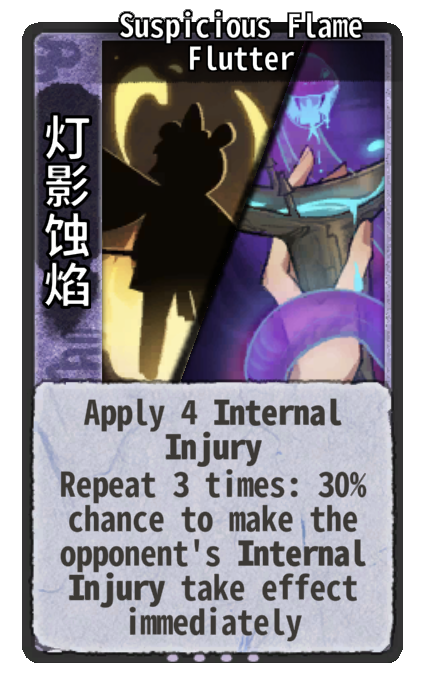 Suspicious Flame
Flutter
灯影蚀焰
Apply 4 Internal
Injury
Repeat 3 times: 30%
chance to make the
opponent's Internal
Injury take effect
immediately